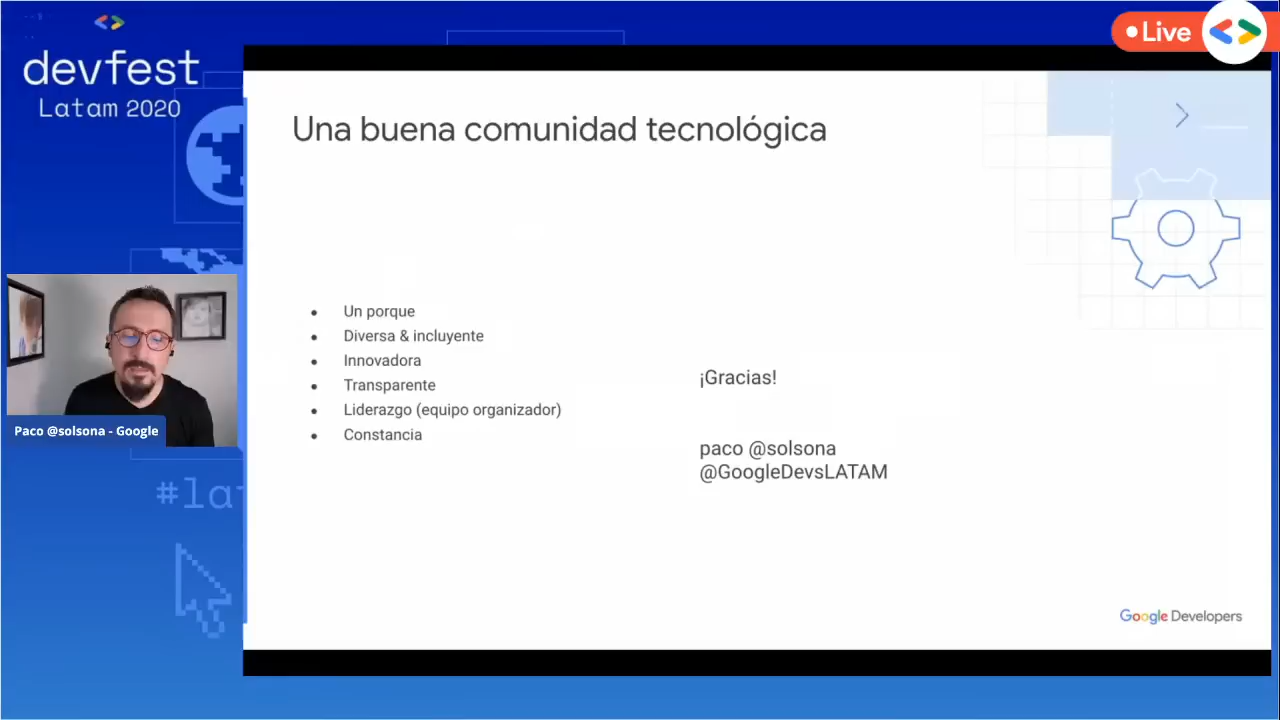 devfest
Latam 2020
Live
Una buena comunidad tecnológica
Un porque
Diversa & incluyente
Innovadora
Transparente
Liderazgo (equipo organizador)
Constancia
¡Gracias!
paco @solsona
@GoogleDevsLATAM
Paco @solsona - Google
#lat
Google Developers